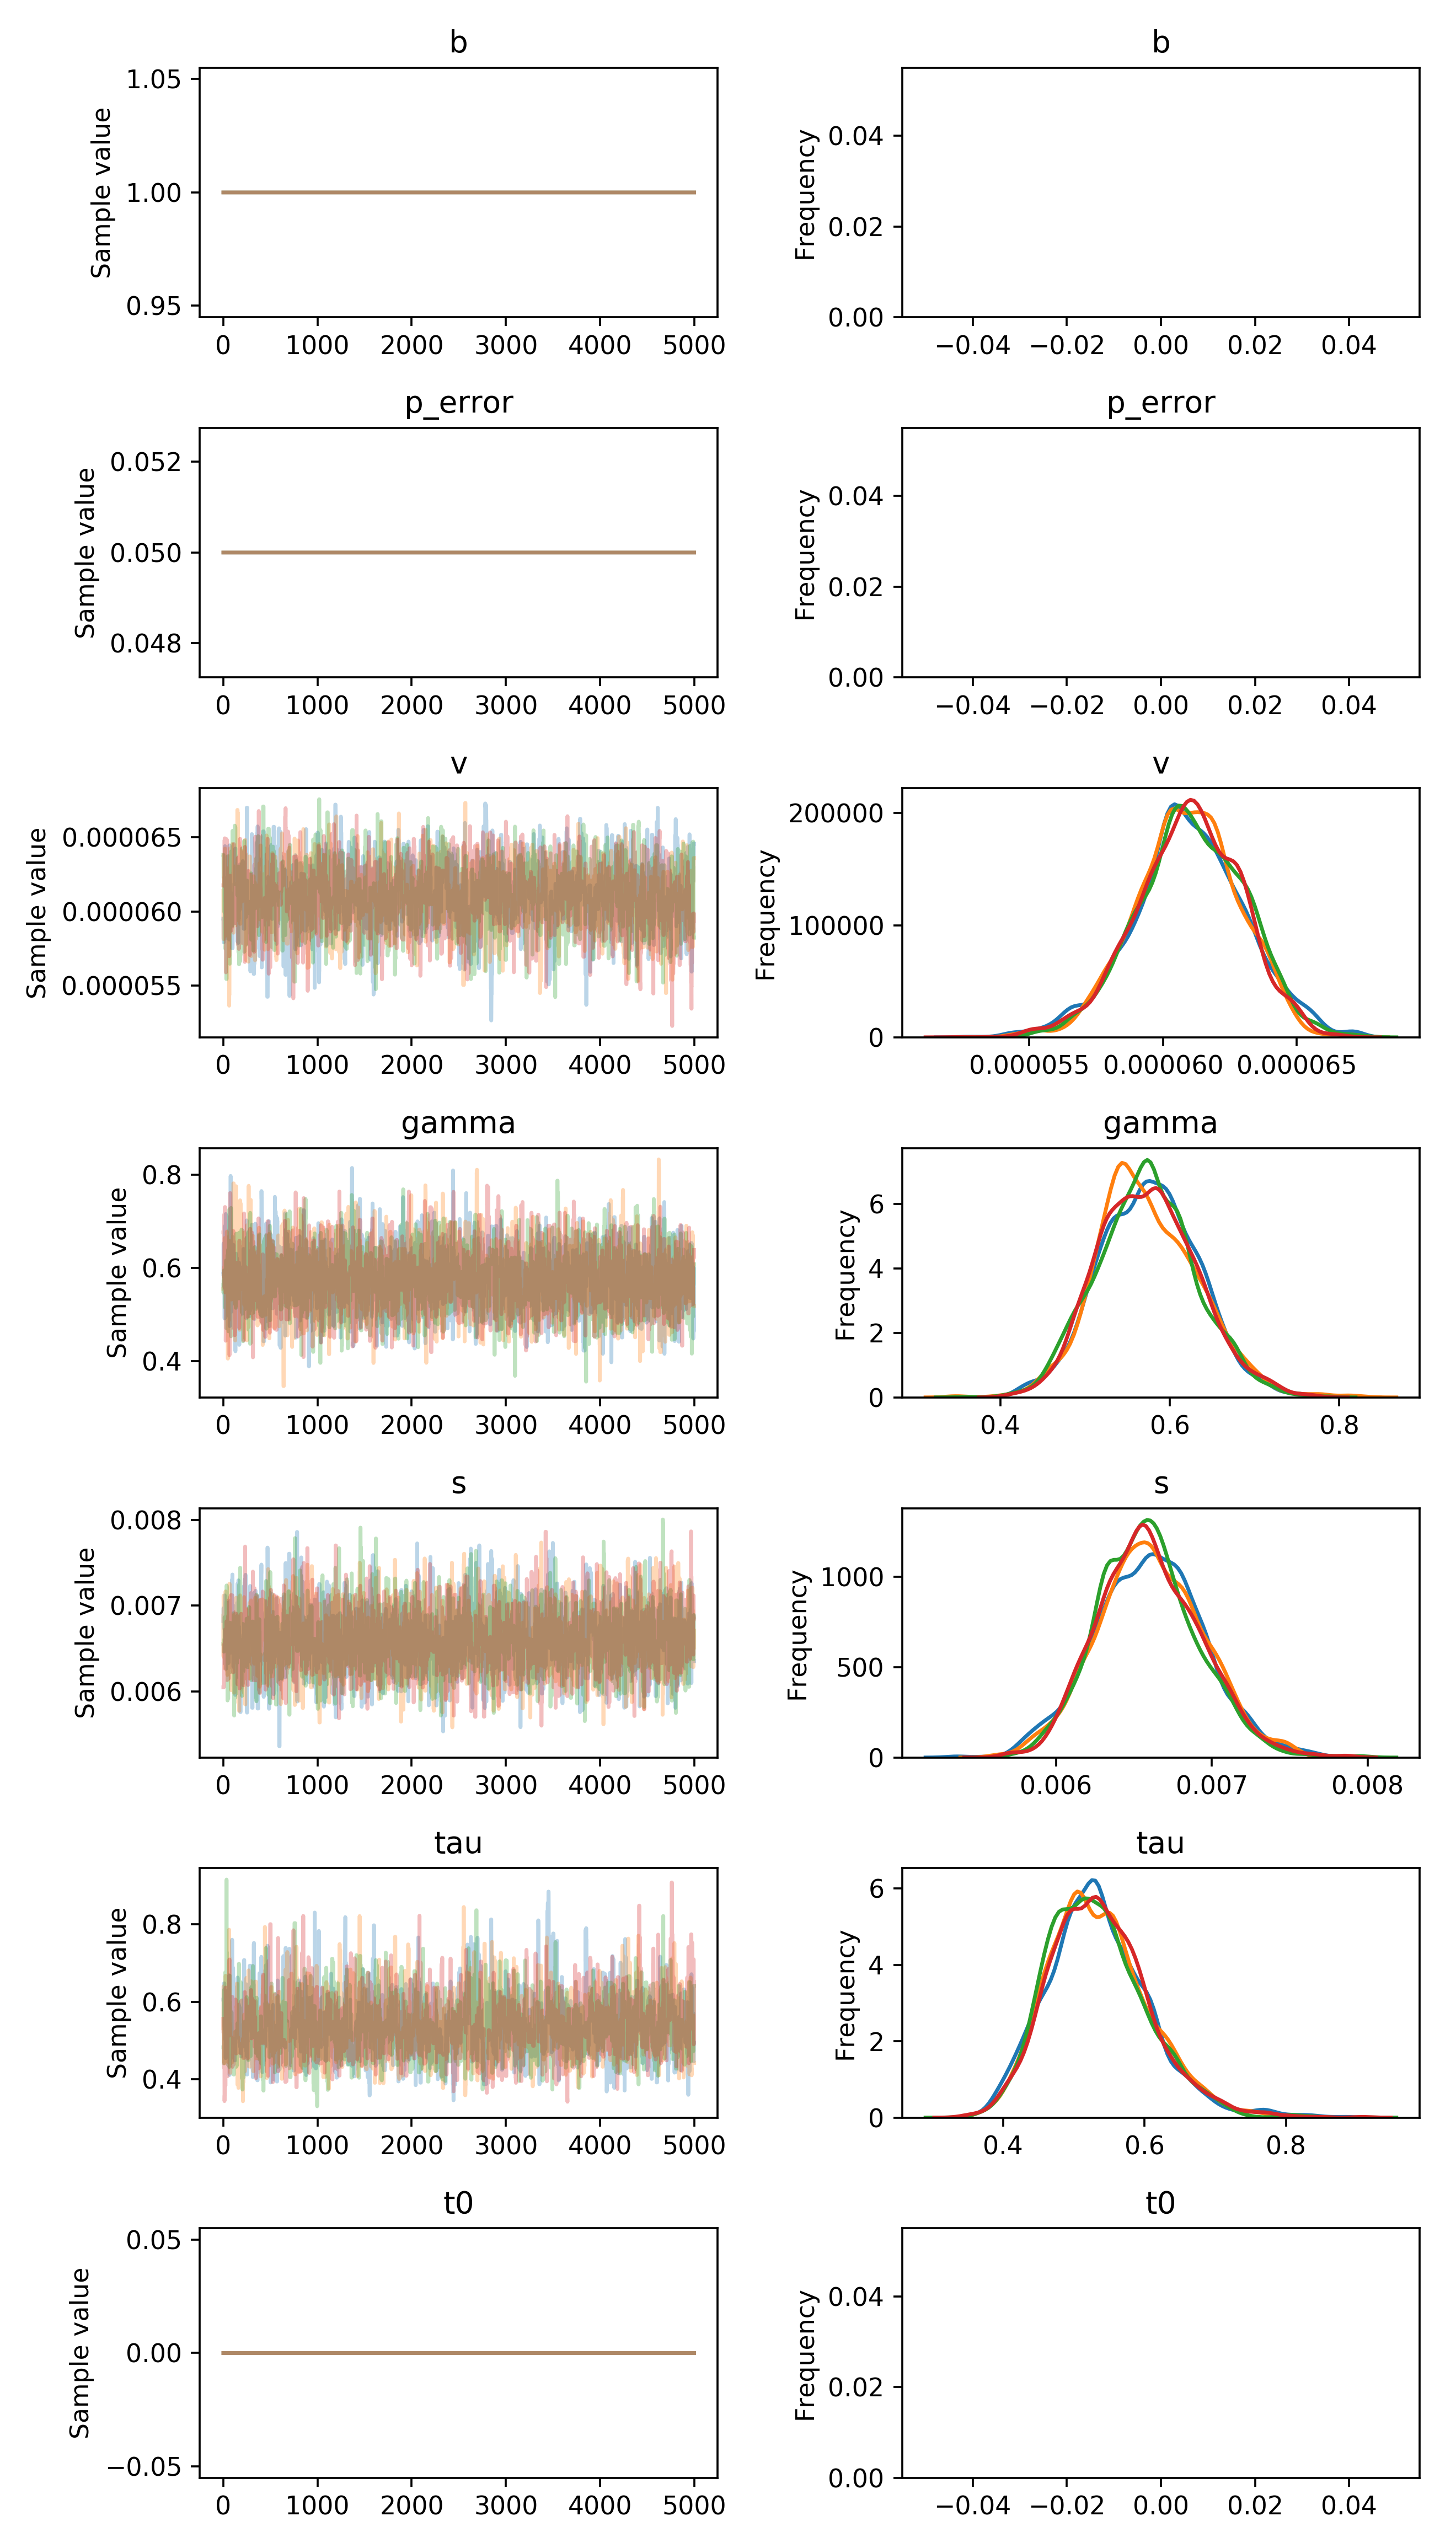 b
b
Sample value
1.05
1.00
0.95
0 1000 2000 3000 4000 5000
Frequency
0.04
0.02
0.00
−0.04 −0.02 0.00 0.02 0.04
p_error
p_error
Sample value
0.052
0.050
0.048
0 1000 2000 3000 4000 5000
Frequency
0.04
0.02
0.00
−0.04 −0.02 0.00 0.02 0.04
v
v
Sample value
0.000065
0.000060
0.000055
0 1000 2000 3000 4000 5000
Frequency
200000
100000
0
0.000055 0.000060 0.000065
gamma
gamma
Sample value
0.8
0.6
0.4
0 1000 2000 3000 4000 5000
Frequency
6
4
2
0
0.4 0.6 0.8
s
s
Sample value
0.008
0.007
0.006
0 1000 2000 3000 4000 5000
Frequency
1000
500
0
0.006 0.007 0.008
tau
tau
Sample value
0.8
0.6
0.4
0 1000 2000 3000 4000 5000
Frequency
6
4
2
0
0.4 0.6 0.8
t0
t0
Sample value
0.05
0.00
−0.05
0 1000 2000 3000 4000 5000
Frequency
0.04
0.02
0.00
−0.04 −0.02 0.00 0.02 0.04